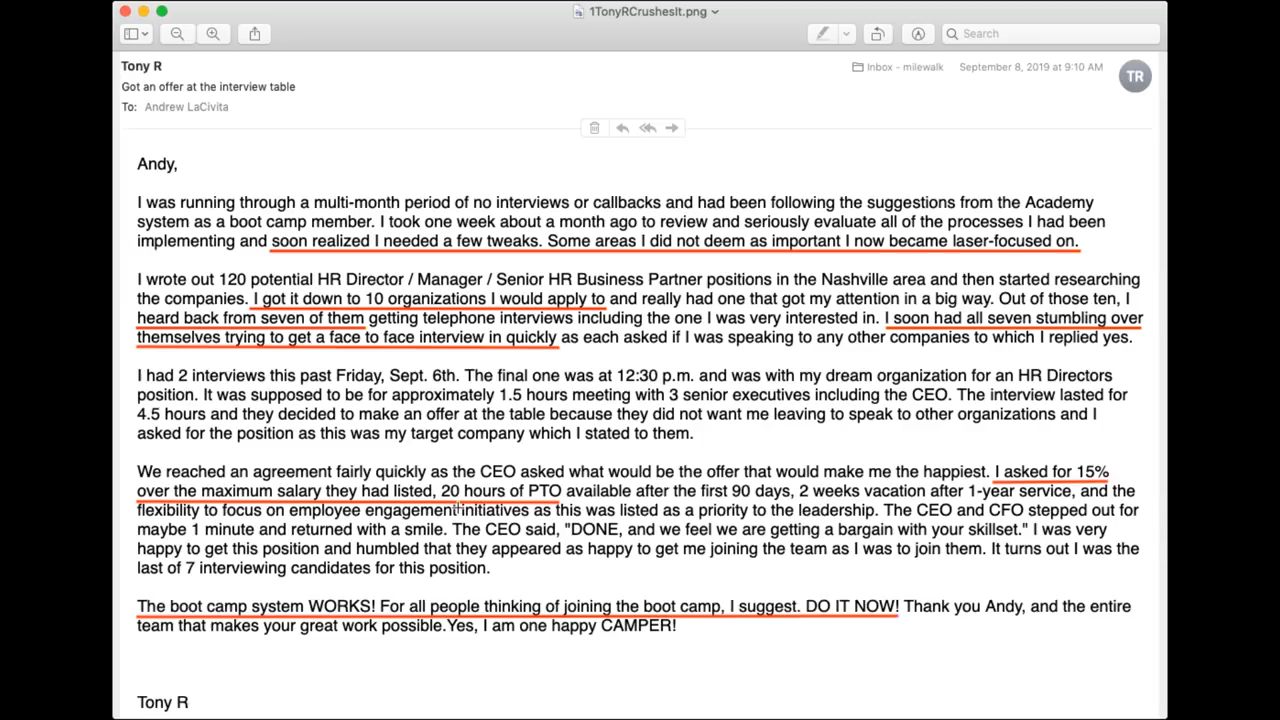 1TonyRCrushesIt.png
Search
Tony R
Inbox - milewalk
September 8, 2019 at 9:10 AM
TR
Got an offer at the interview table
To: Andrew LaCivita
Andy,
I was running through a multi-month period of no interviews or callbacks and had been following the suggestions from the Academy
system as a boot camp member. I took one week about a month ago to review and seriously evaluate all of the processes I had been
implementing and soon realized I needed a few tweaks. Some areas I did not deem as important I now became laser-focused on.
I wrote out 120 potential HR Director / Manager / Senior HR Business Partner positions in the Nashville area and then started researching
the companies. I got it down to 10 organizations I would apply to and really had one that got my attention in a big way. Out of those ten, I
heard back from seven of them getting telephone interviews including the one I was very interested in. I soon had all seven stumbling over
themselves trying to get a face to face interview in quickly as each asked if I was speaking to any other companies to which I replied yes.
I had 2 interviews this past Friday, Sept. 6th. The final one was at 12:30 p.m. and was with my dream organization for an HR Directors
position. It was supposed to be for approximately 1.5 hours meeting with 3 senior executives including the CEO. The interview lasted for
4.5 hours and they decided to make an offer at the table because they did not want me leaving to speak to other organizations and I
asked for the position as this was my target company which I stated to them.
We reached an agreement fairly quickly as the CEO asked what would be the offer that would make me the happiest. I asked for 15%
over the maximum salary they had listed, 20 hours of PTO available after the first 90 days, 2 weeks vacation after 1-year service, and the
flexibility to focus on employee engagement initiatives as this was listed as a priority to the leadership. The CEO and CFO stepped out for
maybe 1 minute and returned with a smile. The CEO said, "DONE, and we feel we are getting a bargain with your skillset." I was very
happy to get this position and humbled that they appeared as happy to get me joining the team as I was to join them. It turns out I was the
last of 7 interviewing candidates for this position.
The boot camp system WORKS! For all people thinking of joining the boot camp, I suggest. DO IT NOW! Thank you Andy, and the entire
team that makes your great work possible.Yes, I am one happy CAMPER!
Tony R